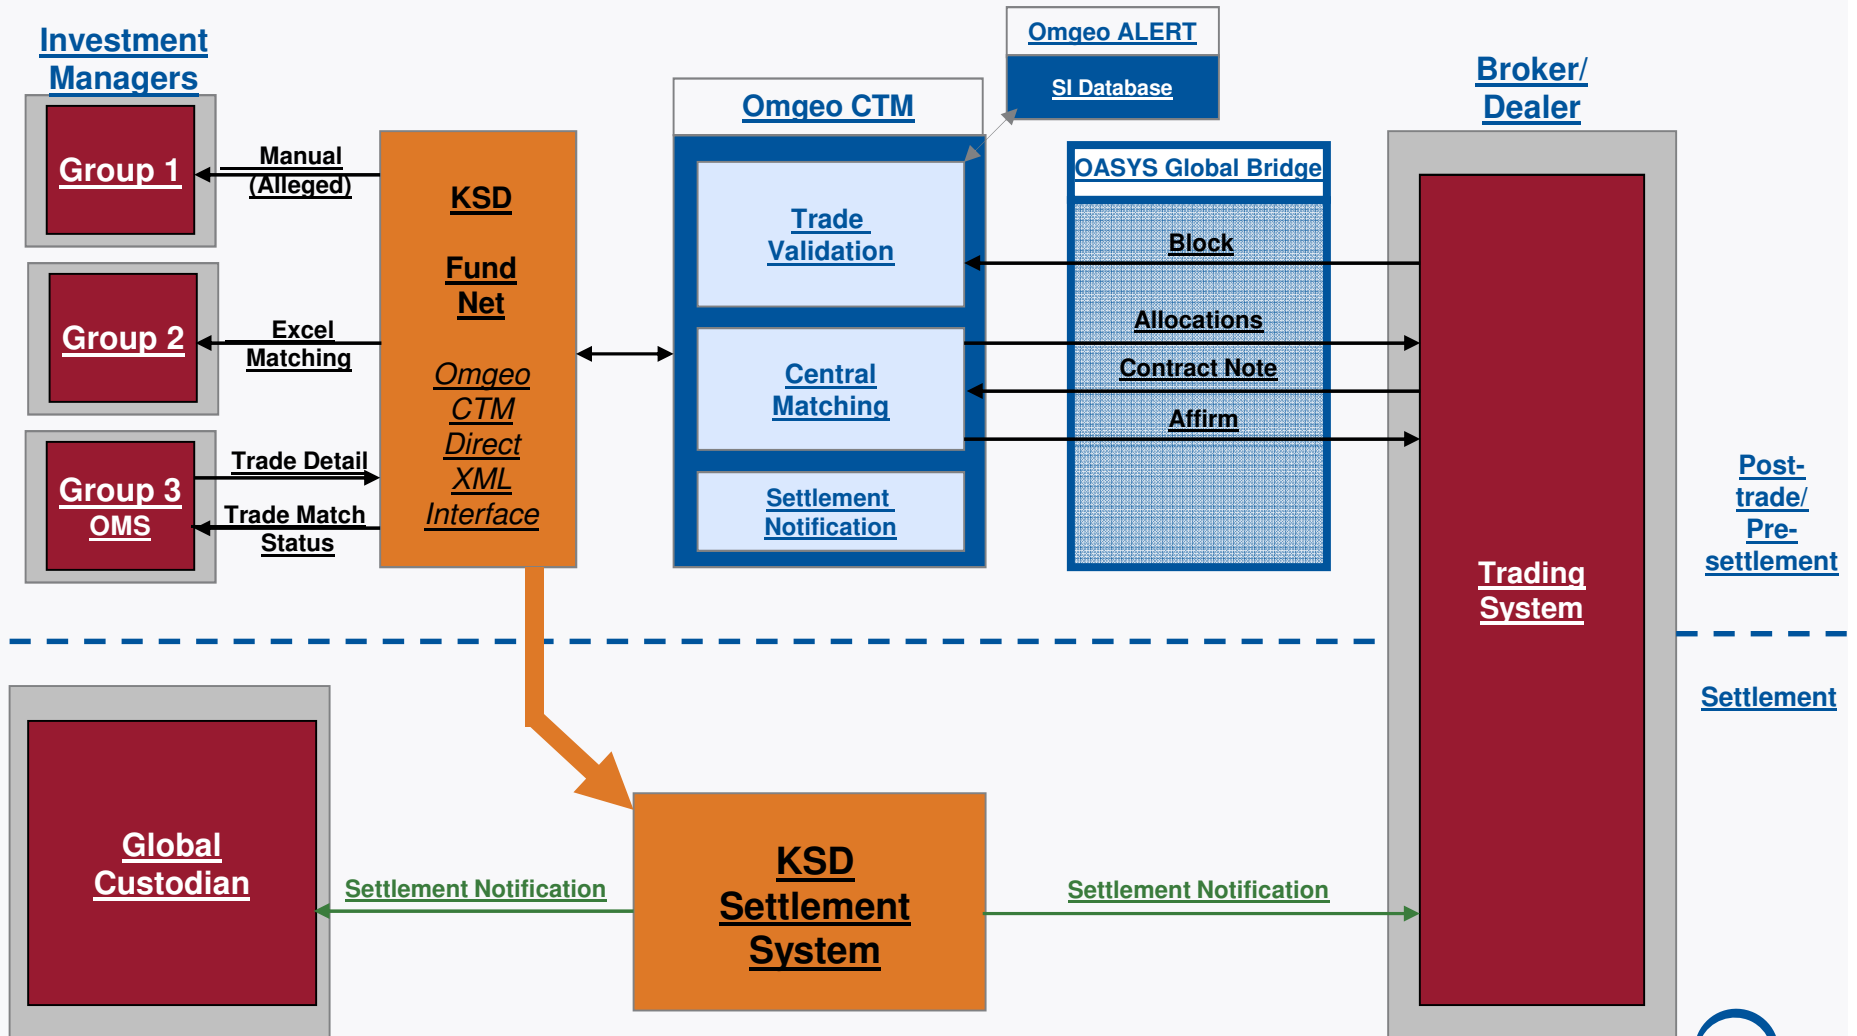 Investment
Managers
Group 1
Manual
(Alleged)
Group 2
Excel
Matching
Group 3
OMS
Trade Detail
Trade Match
Status
KSD
Fund
Net
Omgeo
CTM
Direct
XML
Interface
Omgeo CTM
Trade
Validation
Central
Matching
Settlement
Notification
Omgeo ALERT
SI Database
OASYS Global Bridge
Block
Allocations
Contract Note
Affirm
Broker/
Dealer
Trading
System
Post-
trade/
Pre-
settlement
Settlement
Global
Custodian
Settlement Notification
KSD
Settlement
System
Settlement Notification